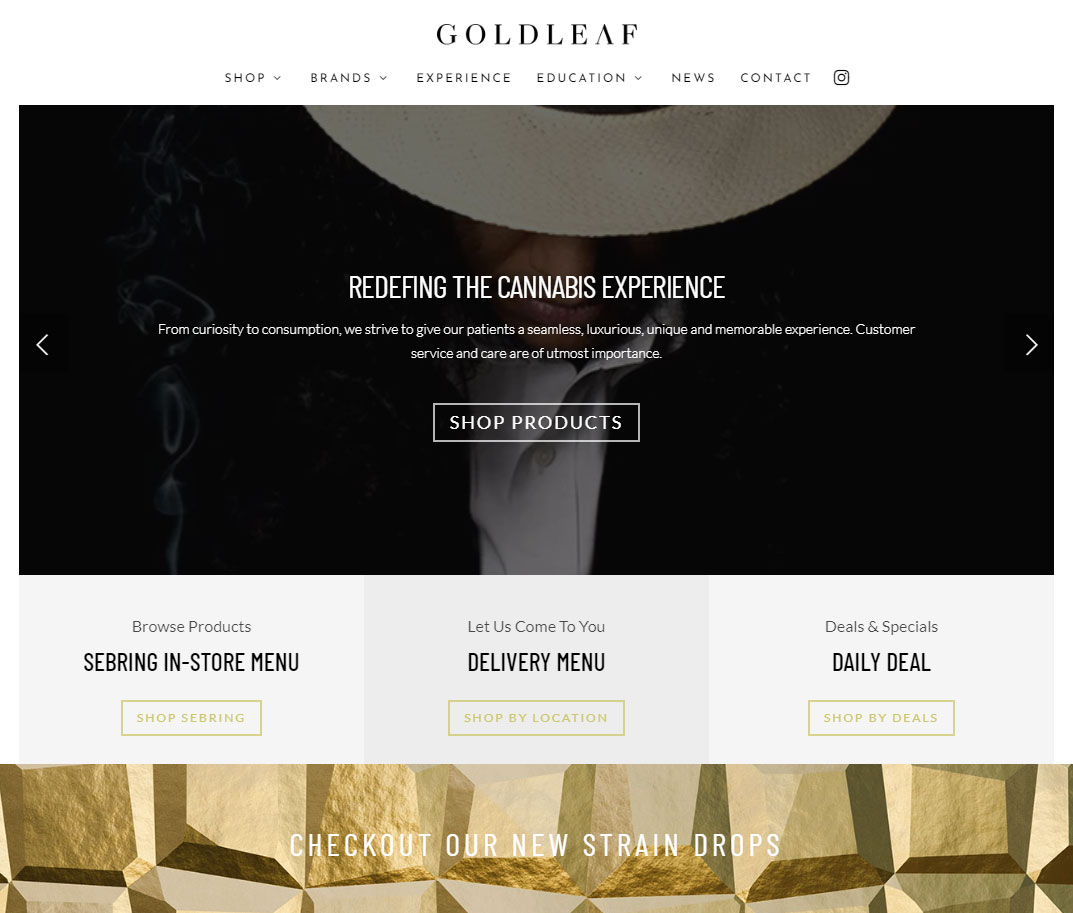 GOLDLEAF
SHOP BRANDS EXPERIENCE EDUCATION NEWS CONTACT
REDEFING THE CANNABIS EXPERIENCE
From curiosity to consumption, we strive to give our patients a seamless, luxurious, unique and memorable experience. Customer
service and care are of utmost importance.
SHOP PRODUCTS
Browse Products
SEBRING IN-STORE MENU
SHOP SEBRING
Let Us Come To You
DELIVERY MENU
SHOP BY LOCATION
Deals & Specials
DAILY DEAL
SHOP BY DEALS
CHECKOUT OUR NEW STRAIN DROPS